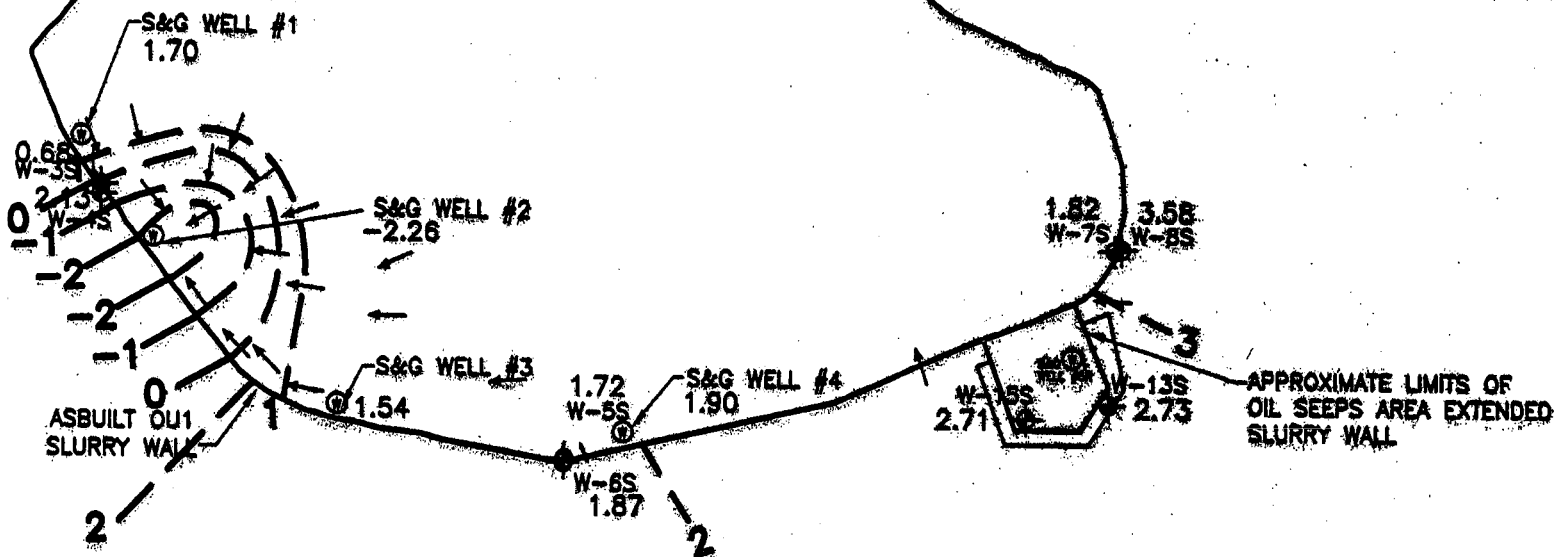 S&G WELL #1
1.70
0.68
W-3S
2.13
0
-1
-2
-2
-1
0
1
2
S&G WELL #2
-2.26
S&G WELL #3
1.54
ASBUILT OU1
SLURRY WALL
1.72
W-5S
S&G WELL #4
1.90
W-6S
1.87
2
1.82
W-7S
3.58
W-8S
3
W-15S
2.71
W-13S
2.73
APPROXIMATE LIMITS OF
OIL SEEPS AREA EXTENDED
SLURRY WALL